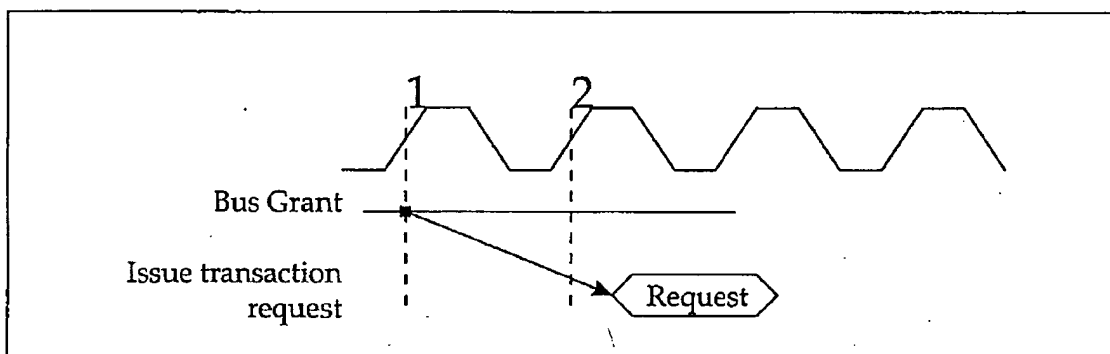 1 2
Bus Grant
Issue transaction
request
Request